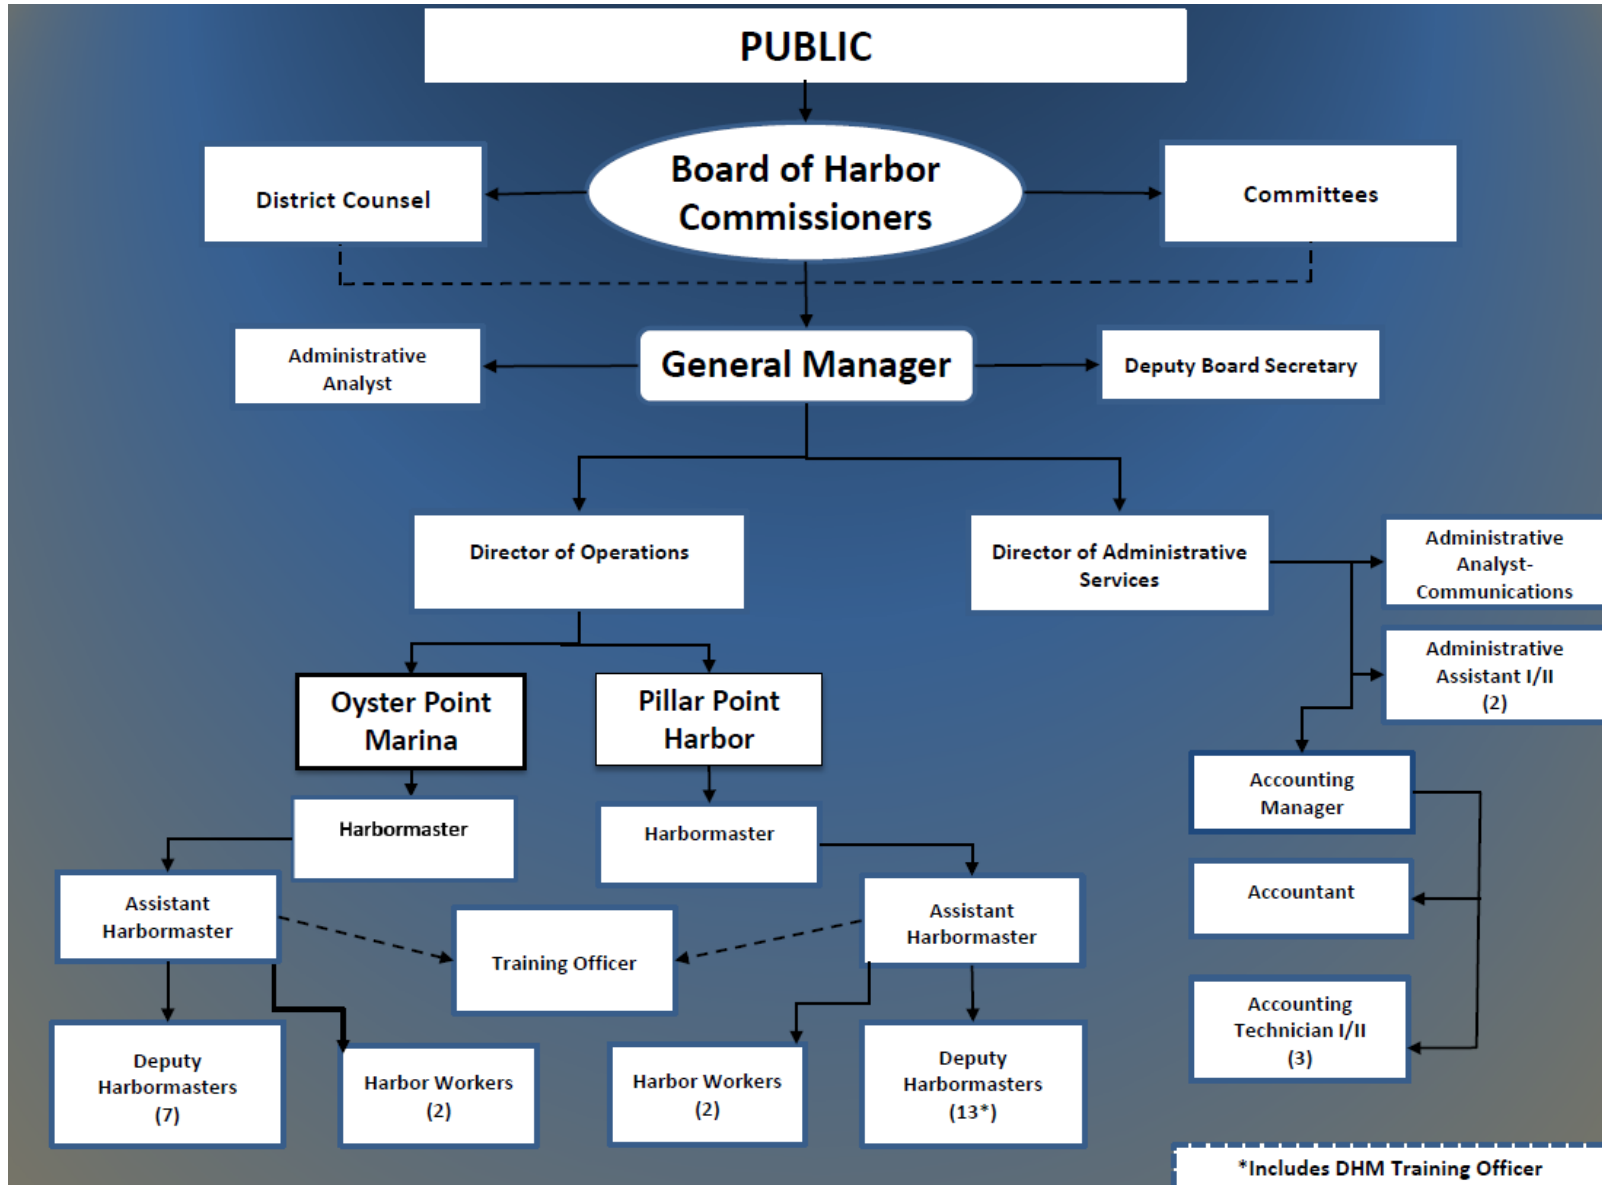 PUBLIC
Board of Harbor
Commissioners
District Counsel
Committees
Administrative
Analyst
General Manager
Deputy Board Secretary
Director of Operations
Director of Administrative
Services
Administrative
Analyst-
Communications
Administrative
Assistant I/II
(2)
Oyster Point
Marina
Pillar Point
Harbor
Harbormaster
Harbormaster
Accounting
Manager
Accountant
Accounting
Technician I/II
(3)
Assistant
Harbormaster
Training Officer
Assistant
Harbormaster
Deputy
Harbormasters
(7)
Harbor Workers
(2)
Harbor Workers
(2)
Deputy
Harbormasters
(13*)
*Includes DHM Training Officer